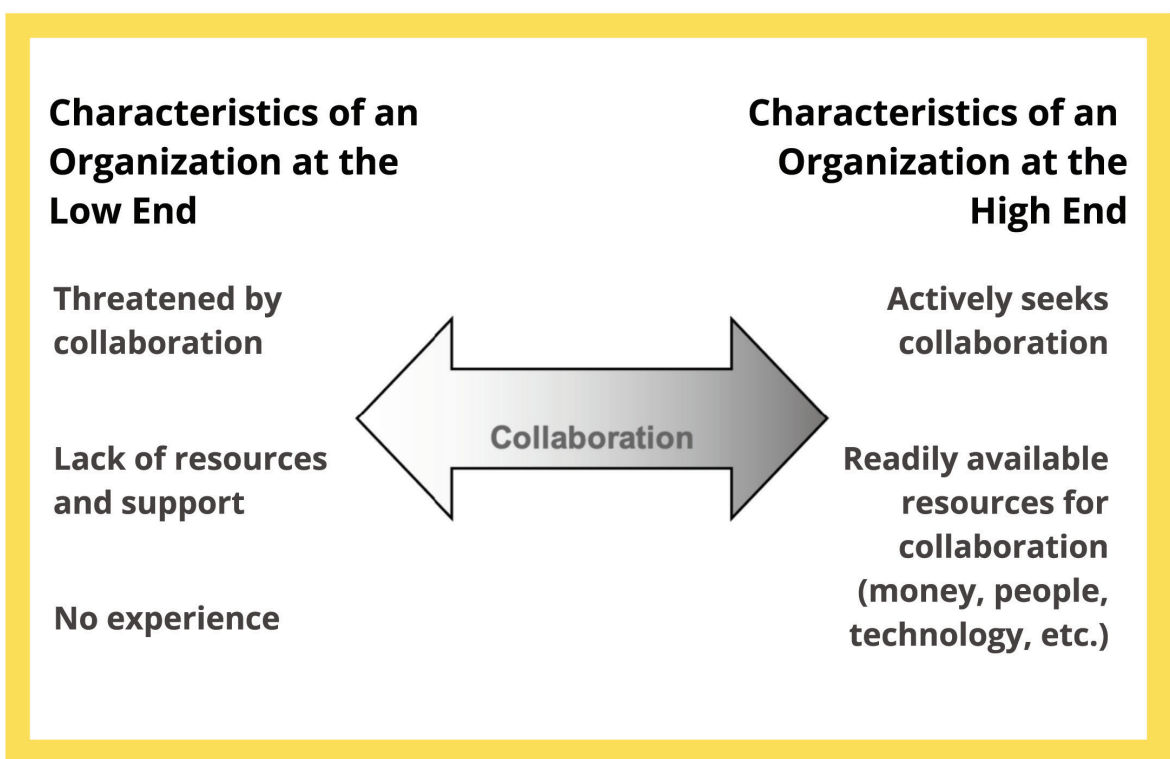 Characteristics of an
Organization at the
Low End
Threatened by
collaboration
Lack of resources
and support
No experience
Collaboration
Characteristics of an
Organization at the
High End
Actively seeks
collaboration
Readily available
resources for
collaboration
(money, people,
technology, etc.)